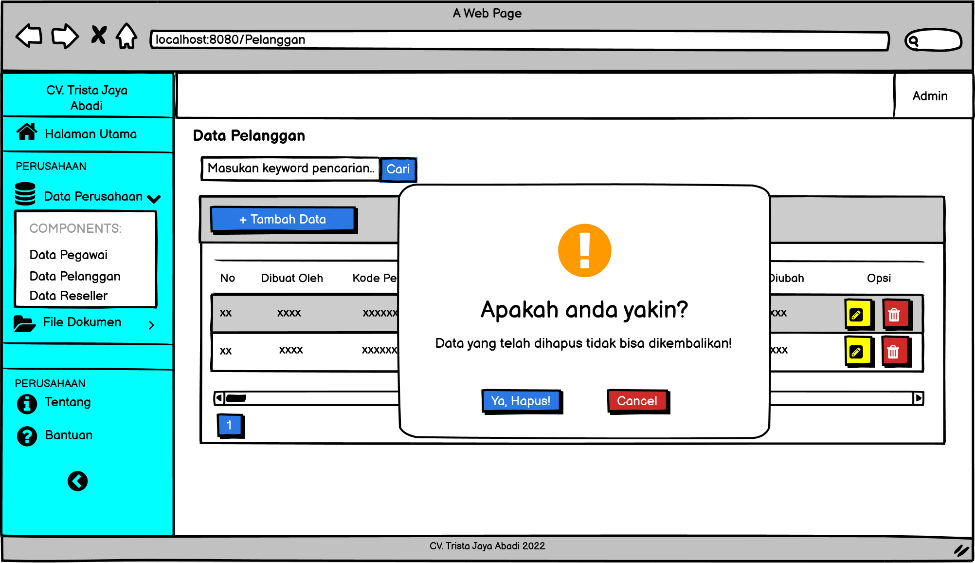 A Web Page
localhost:8080/Pelanggan
CV. Trista Jaya
Abadi
Admin
Halaman Utama
PERUSAHAAN
Data Perusahaan
COMPONENTS:
Data Pegawai
Data Pelanggan
Data Reseller
File Dokumen
PERUSAHAAN
Tentang
Bantuan
Data Pelanggan
Masukan keyword pencarian.. Cari
+ Tambah Data
No Dibuat Oleh Kode Pe Diubah Opsi
xx xxxx xxxxxx xxx
xx xxxx xxxxxx xxx
1
Apakah anda yakin?
Data yang telah dihapus tidak bisa dikembalikan!
Ya, Hapus! Cancel
CV. Trista Jaya Abadi 2022